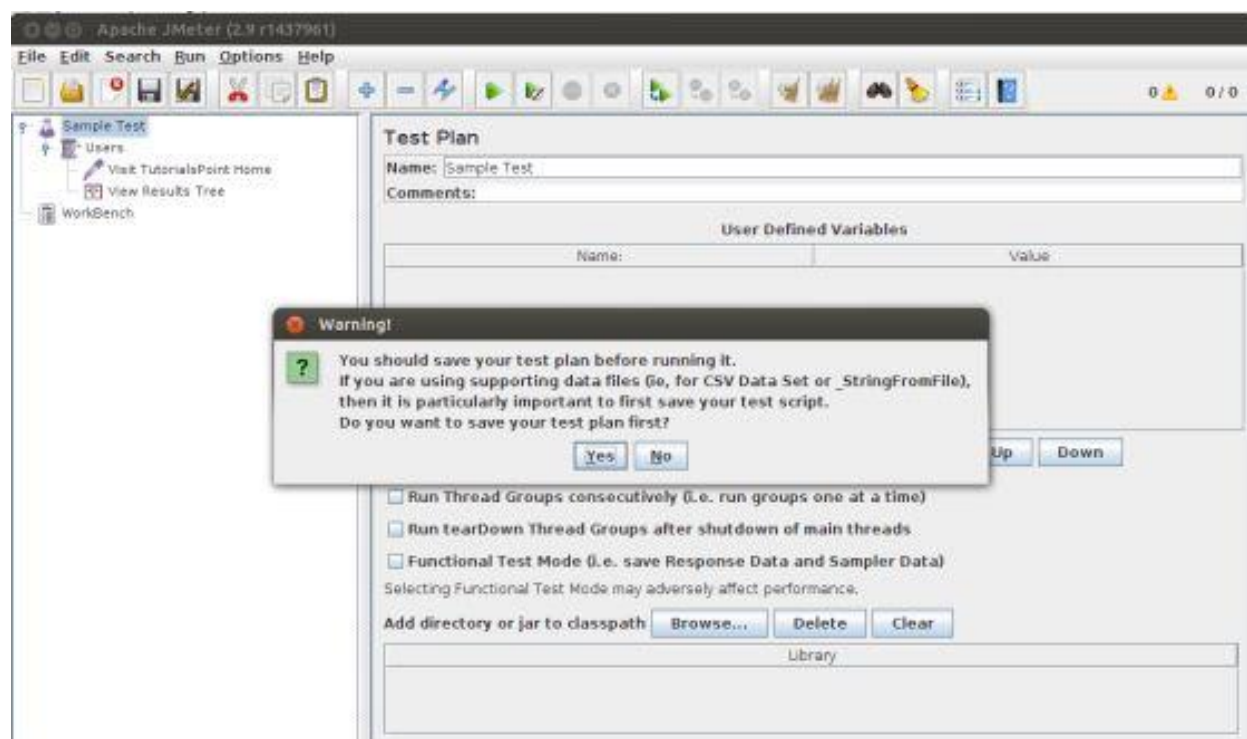 Apache JMeter (2.9 r1437961)
File Edit Search Run Options Help
0 0 / 0
Sample Test
Users
Visit TutorialsPoint Home
View Results Tree
WorkBench
Test Plan
Name: Sample Test
Comments:
User Defined Variables
Name: Value
Warning!
You should save your test plan before running it.
If you are using supporting data files (ie, for CSV Data Set or _StringFromFile),
then it is particularly important to first save your test script.
Do you want to save your test plan first?
Yes No
Up Down
Run Thread Groups consecutively (i.e. run groups one at a time)
Run tearDown Thread Groups after shutdown of main threads
Functional Test Mode (i.e. save Response Data and Sampler Data)
Selecting Functional Test Mode may adversely affect performance.
Add directory or jar to classpath Browse... Delete Clear
Library